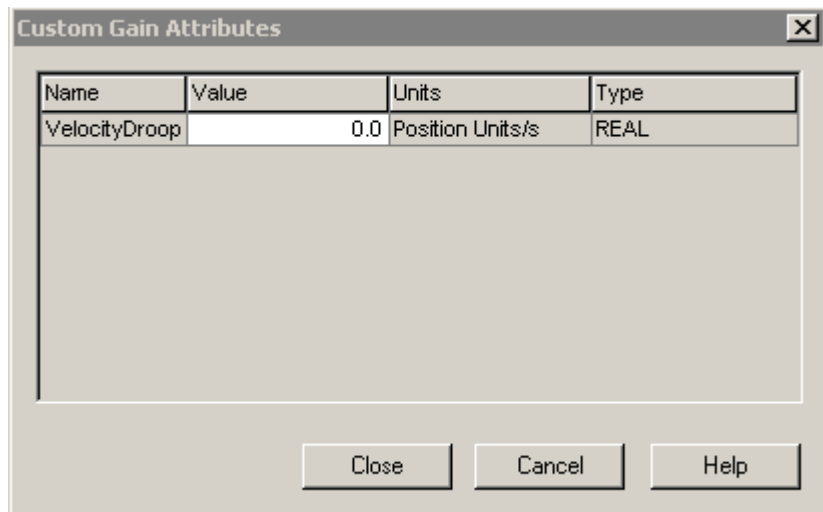 Custom Gain Attributes
Name Value Units Type
VelocityDroop 0.0 Position Units/s REAL
Close Cancel Help